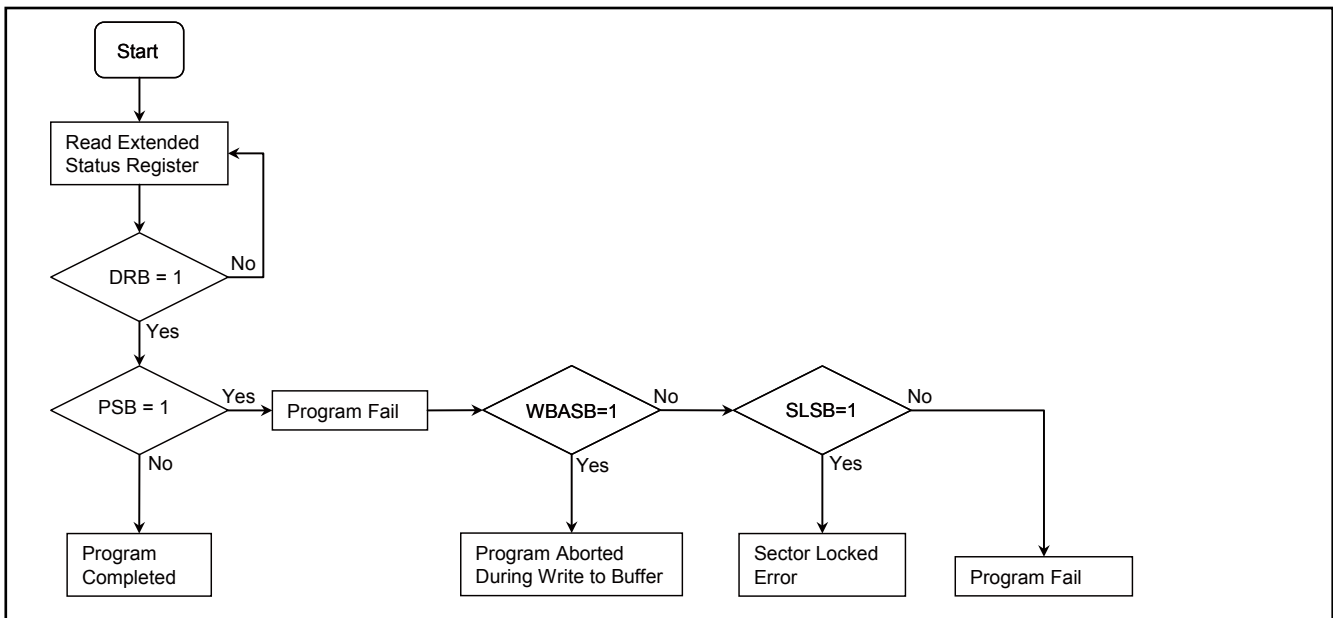 Start
Read Extended
Status Register
DRB = 1
No
Yes
PSB = 1
Yes
Program Fail
WBASB=1
No
SLSB=1
No
No
Yes
Yes
Program
Completed
Program Aborted
During Write to Buffer
Sector Locked
Error
Program Fail